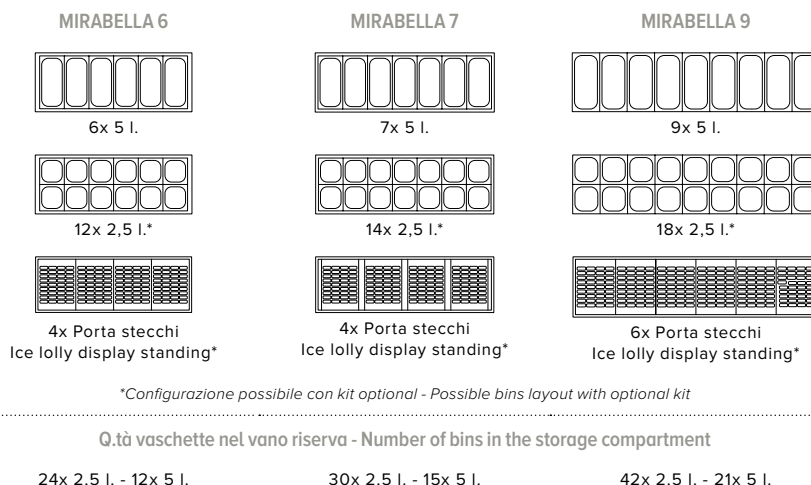 MIRABELLA 6 MIRABELLA 7 MIRABELLA 9
6x 5 l. 7x 5 l. 9x 5 l.
12x 2,5 l.* 14x 2,5 l.* 18x 2,5 l.*
4x Porta stecchi 4x Porta stecchi 6x Porta stecchi
Ice lolly display standing* Ice lolly display standing* Ice lolly display standing*
*Configurazione possibile con kit optional - Possible bins layout with optional kit
Q.tà vaschette nel vano riserva - Number of bins in the storage compartment
24x 2,5 l. - 12x 5 l. 30x 2,5 l. - 15x 5 l. 42x 2,5 l. - 21x 5 l.